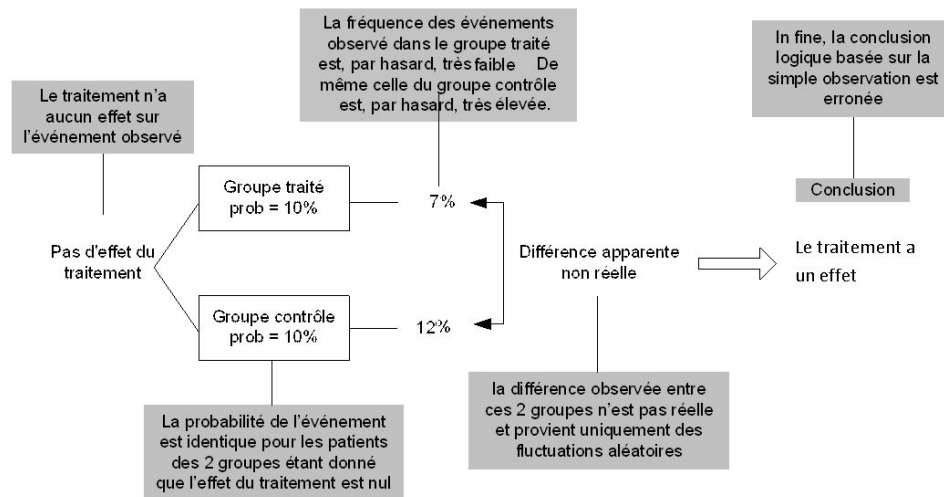 La fréquence des événements
observé dans le groupe traité
est, par hasard, très faible De
même celle du groupe contrôle
est, par hasard, très élevée.
In fine, la conclusion
logique basée sur la
simple observation est
erronée
Le traitement n'a
aucun effet sur
l'événement observé
Groupe traité
prob = 10%
7%
Conclusion
Pas d'effet du
traitement
Différence apparente
non réelle
Le traitement a
un effet
Groupe contrôle
prob = 10%
12%
La probabilité de l'événement
est identique pour les patients
des 2 groupes étant donné
que l'effet du traitement est nul
la différence observée entre
ces 2 groupes n'est pas réelle
et provient uniquement des
fluctuations aléatoires